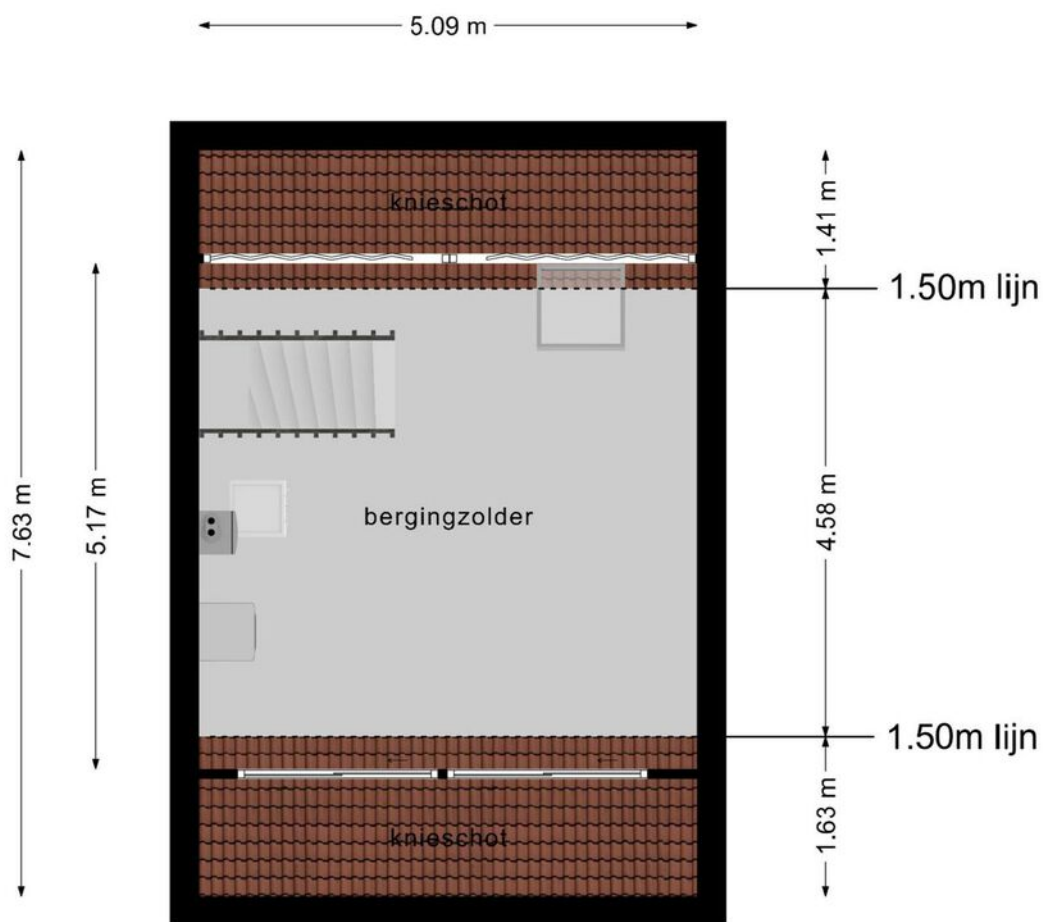 5.09 m
knieschot
1.41 m
1.50m lijn
7.63 m
5.17 m
bergingzolder
4.58 m
1.50m lijn
knieschot
1.63 m